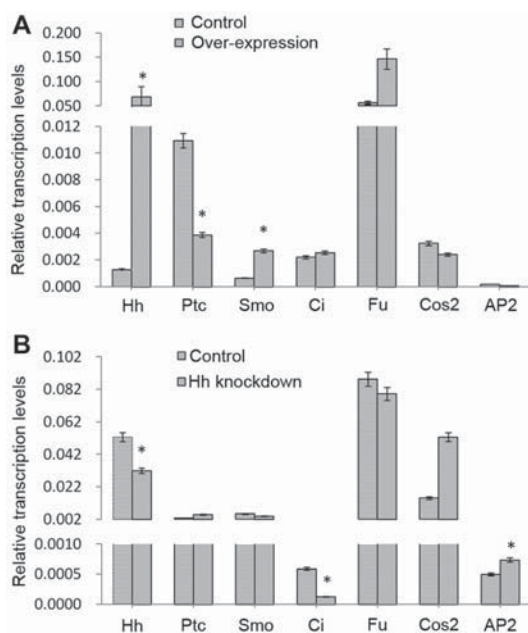 A
Control
Over-expression
Relative transcription levels
0.200
0.150
0.100
0.050
0.012
0.010
0.008
0.006
0.004
0.002
0.000
*
*
*
Hh Ptc Smo Ci Fu Cos2 AP2
B
Control
Hh knockdown
Relative transcription levels
0.102
0.082
0.062
0.042
0.022
0.002
0.0010
0.0005
0.0000
*
*
*
Hh Ptc Smo Ci Fu Cos2 AP2